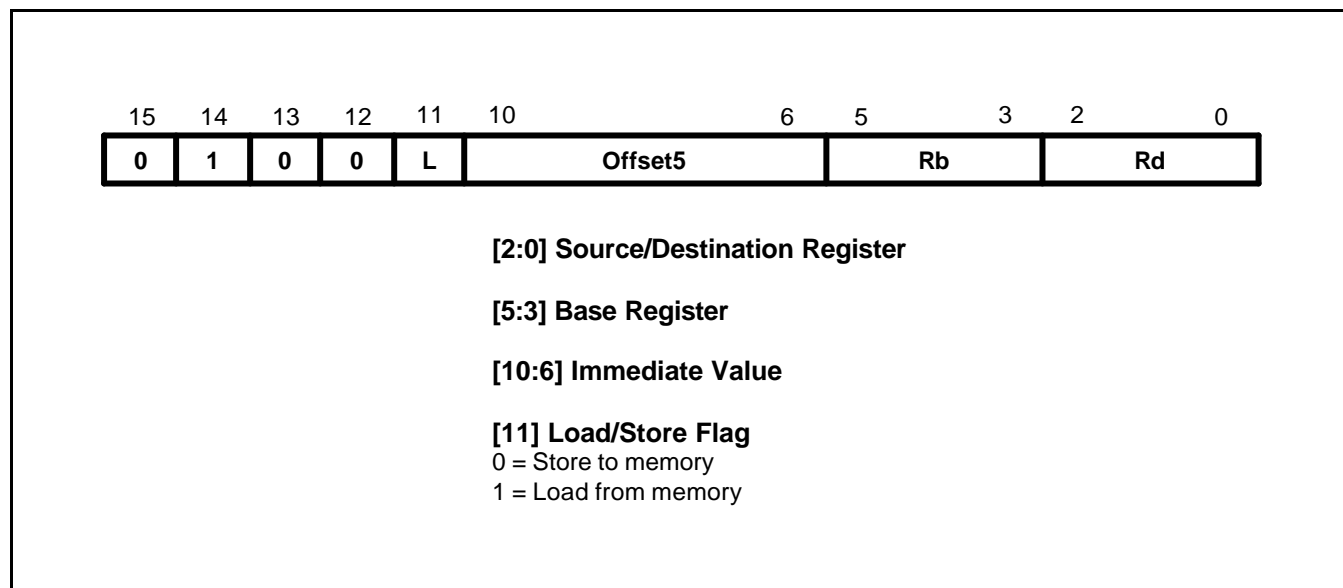 15 14 13 12 11 10 6 5 3 2 0
0 1 0 0 L Offset5 Rb Rd
[2:0] Source/Destination Register
[5:3] Base Register
[10:6] Immediate Value
[11] Load/Store Flag
0 = Store to memory
1 = Load from memory